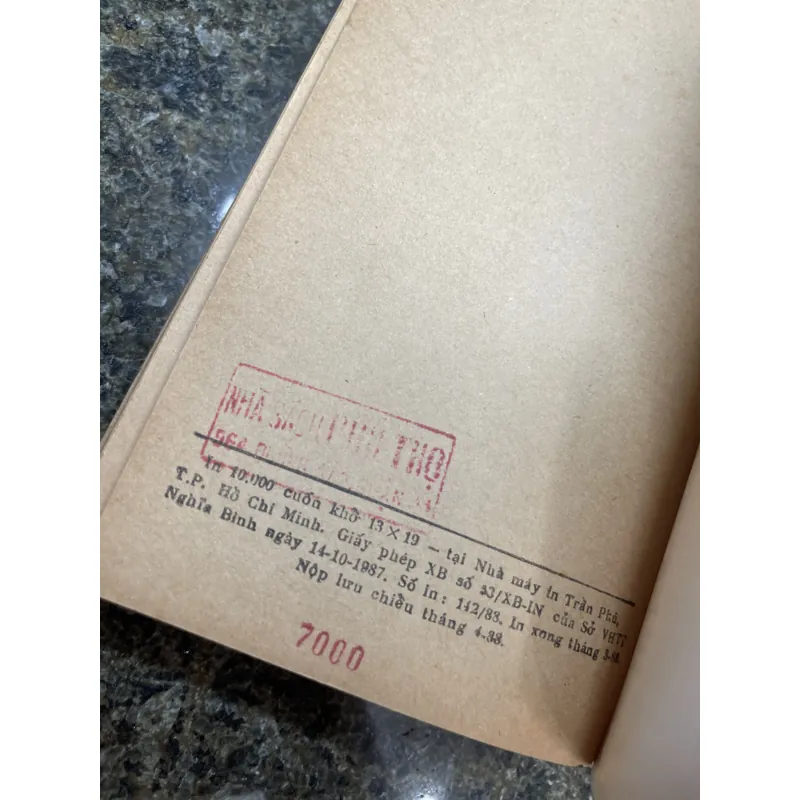 NHÀ SÁCH PHÚ THỌ
In 10.000 cuốn khổ 13 × 19 — tại Nhà máy in Trần Phú,
T.P. Hồ Chí Minh. Giấy phép XB số 53/XB-IN của Sở VHTT
Nghĩa Bình ngày 14-10-1987. Số in: 142/88. In xong tháng 3-88.
Nộp lưu chiều tháng 4-88.
7000